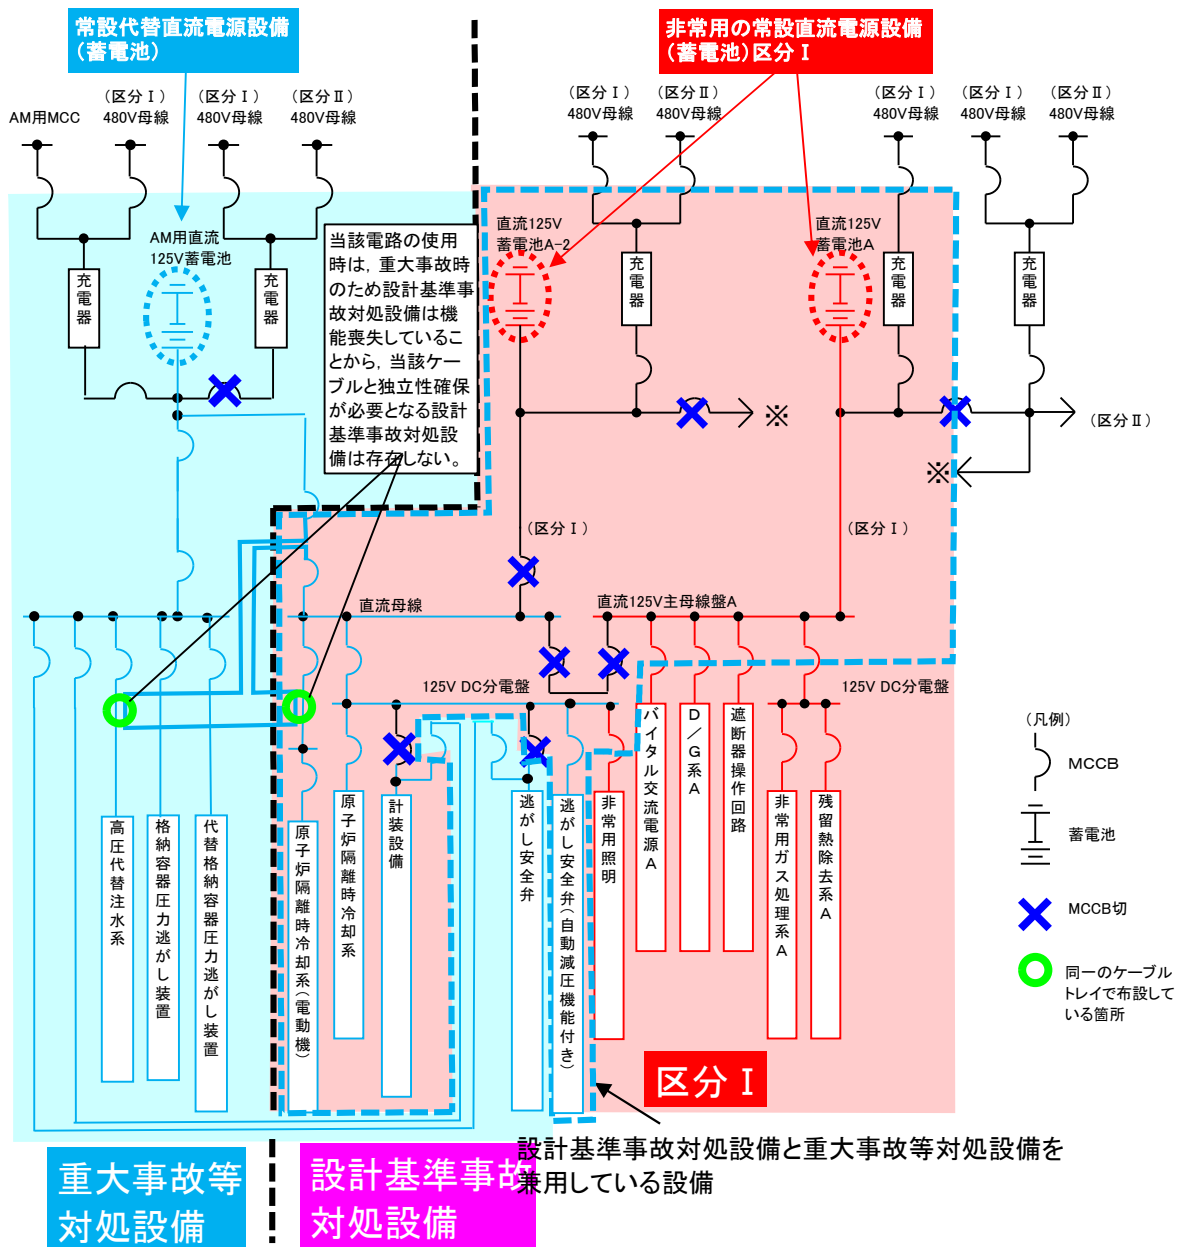 常設代替直流電源設備
（蓄電池）
非常用の常設直流電源設備
（蓄電池）区分Ⅰ
AM用MCC
（区分Ⅰ）
480V母線
（区分Ⅰ）
480V母線
（区分Ⅱ）
480V母線
（区分Ⅰ）
480V母線
（区分Ⅱ）
480V母線
（区分Ⅰ）
480V母線
（区分Ⅰ）
480V母線
（区分Ⅱ）
480V母線
充電器
AM用直流
125V蓄電池
充電器
当該電路の使用
時は，重大事故時
のため設計基準事
故対処設備は機
能喪失しているこ
とから，当該ケー
ブルと独立性確保
が必要となる設計
基準事故対処設
備は存在しない。
直流125V
蓄電池A-2
充電器
直流125V
蓄電池A
充電器
充電器
※
（区分Ⅱ）
※
（区分Ⅰ）
（区分Ⅰ）
直流母線
直流125V主母線盤A
125V DC分電盤
125V DC分電盤
高圧代替注水系
格納容器圧力逃がし装置
代替格納容器圧力逃がし装置
原子炉隔離時冷却系（電動機）
原子炉隔離時冷却系
計装設備
逃がし安全弁
逃がし安全弁（自動減圧機能付き）
非常用照明
バイタル交流電源A
D／G系A
遮断器操作回路
非常用ガス処理系A
残留熱除去系A
（凡例）
MCCB
蓄電池
MCCB切
同一のケーブル
トレイで布設して
いる箇所
区分Ⅰ
設計基準事故対処設備と重大事故等対処設備を
兼用している設備
重大事故等
対処設備
設計基準事故
対処設備